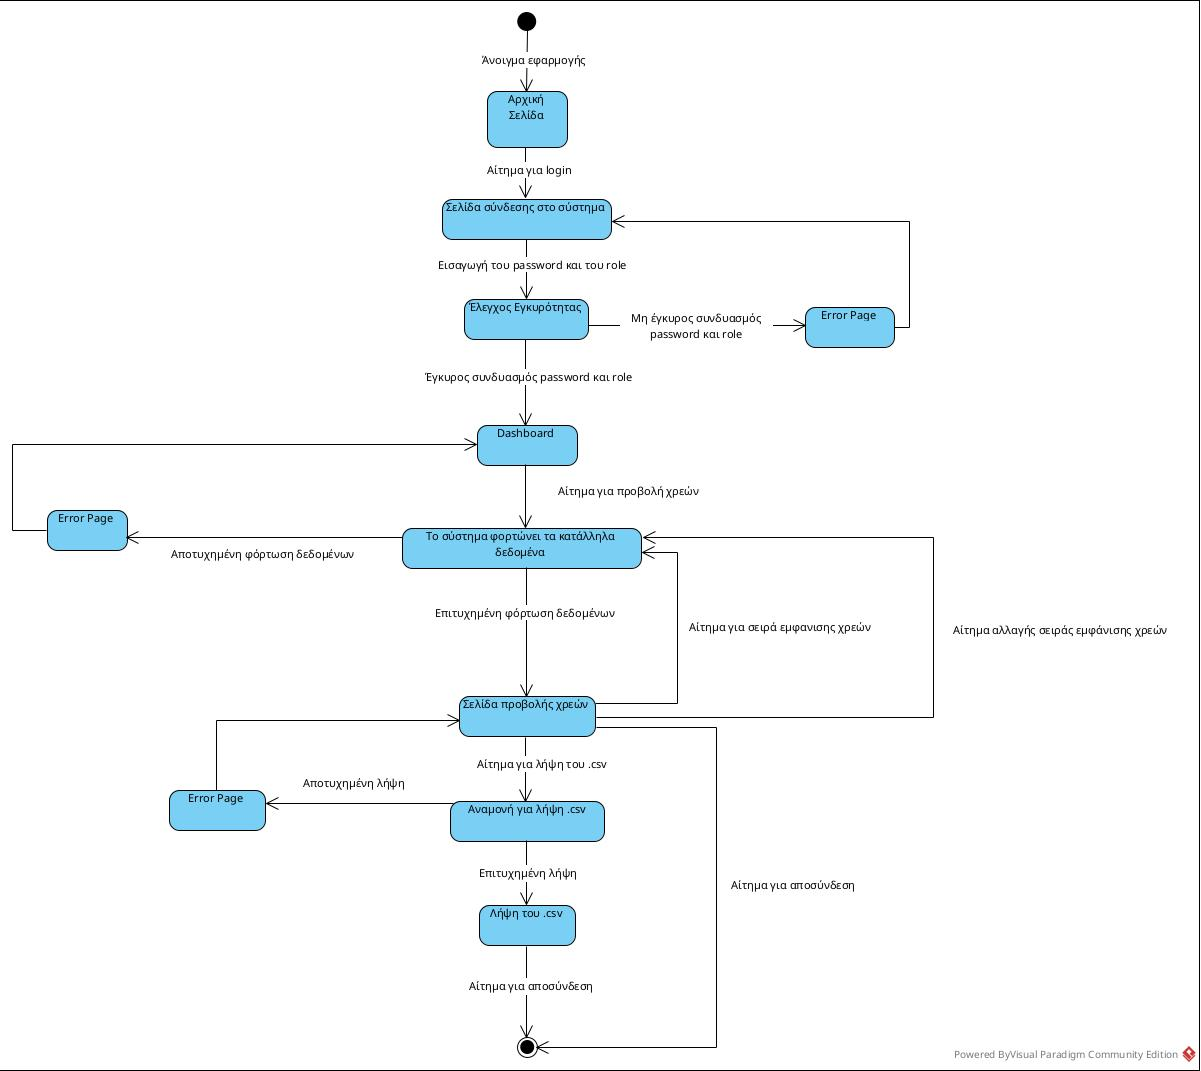 Άνοιγμα εφαρμογής
Αρχική
Σελίδα
Αίτημα για login
Σελίδα σύνδεσης στο σύστημα
Εισαγωγή του password και του role
Έλεγχος Εγκυρότητας
Μη έγκυρος συνδυασμός
password και role
Error Page
Έγκυρος συνδυασμός password και role
Dashboard
Αίτημα για προβολή χρεών
Error Page
Το σύστημα φορτώνει τα κατάλληλα
δεδομένα
Αποτυχημένη φόρτωση δεδομένων
Επιτυχημένη φόρτωση δεδομένων
Αίτημα για σειρά εμφανισης χρεών
Αίτημα αλλαγής σειράς εμφάνισης χρεών
Σελίδα προβολής χρεών
Αίτημα για λήψη του .csv
Αποτυχημένη λήψη
Error Page
Αναμονή για λήψη .csv
Επιτυχημένη λήψη
Αίτημα για αποσύνδεση
Λήψη του .csv
Αίτημα για αποσύνδεση
Powered ByVisual Paradigm Community Edition